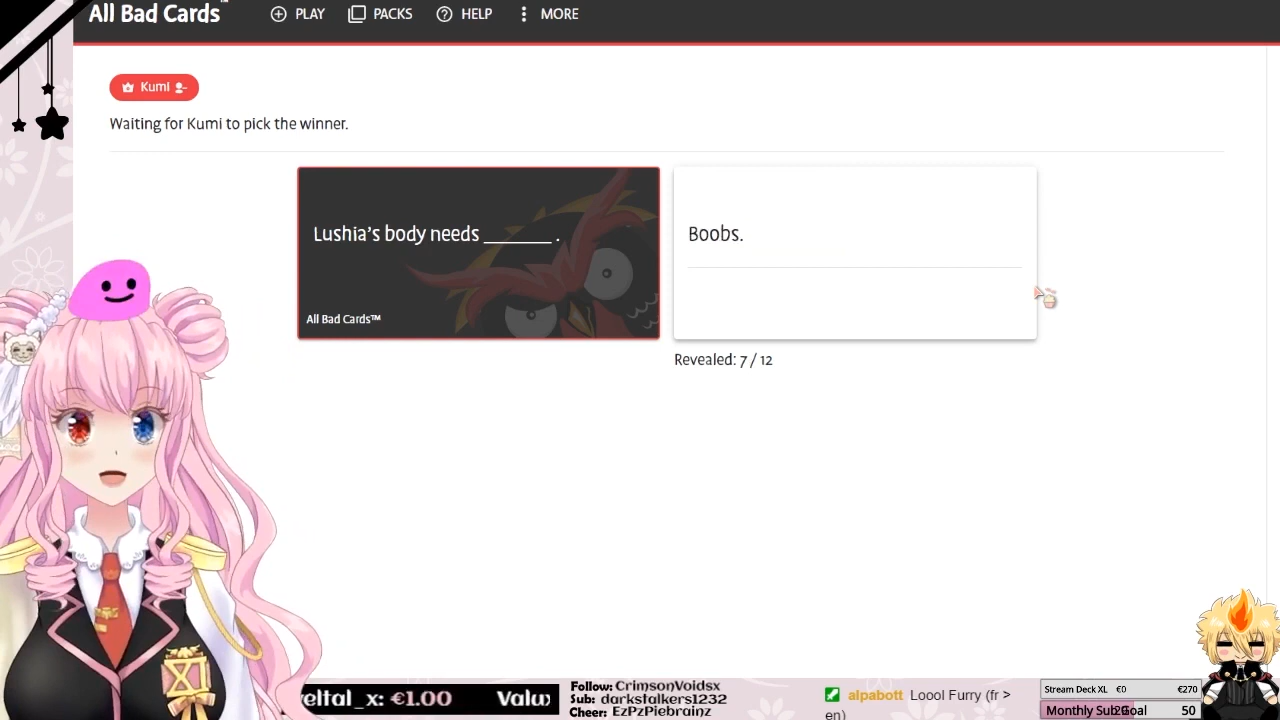 All Bad Cards™ PLAY PACKS HELP MORE
Kumi
Waiting for Kumi to pick the winner.
Lushia's body needs _______ .
All Bad Cards™
Boobs.
Revealed: 7 / 12
eltal_x: €1.00
Follow: CrimsonVoidsx
Sub: darkstalkers1232
Cheer: EzPzPiebrainz
alpabott Loool Furry (fr >
en)
Stream Deck XL €0 €270
Monthly Sub Goal 50